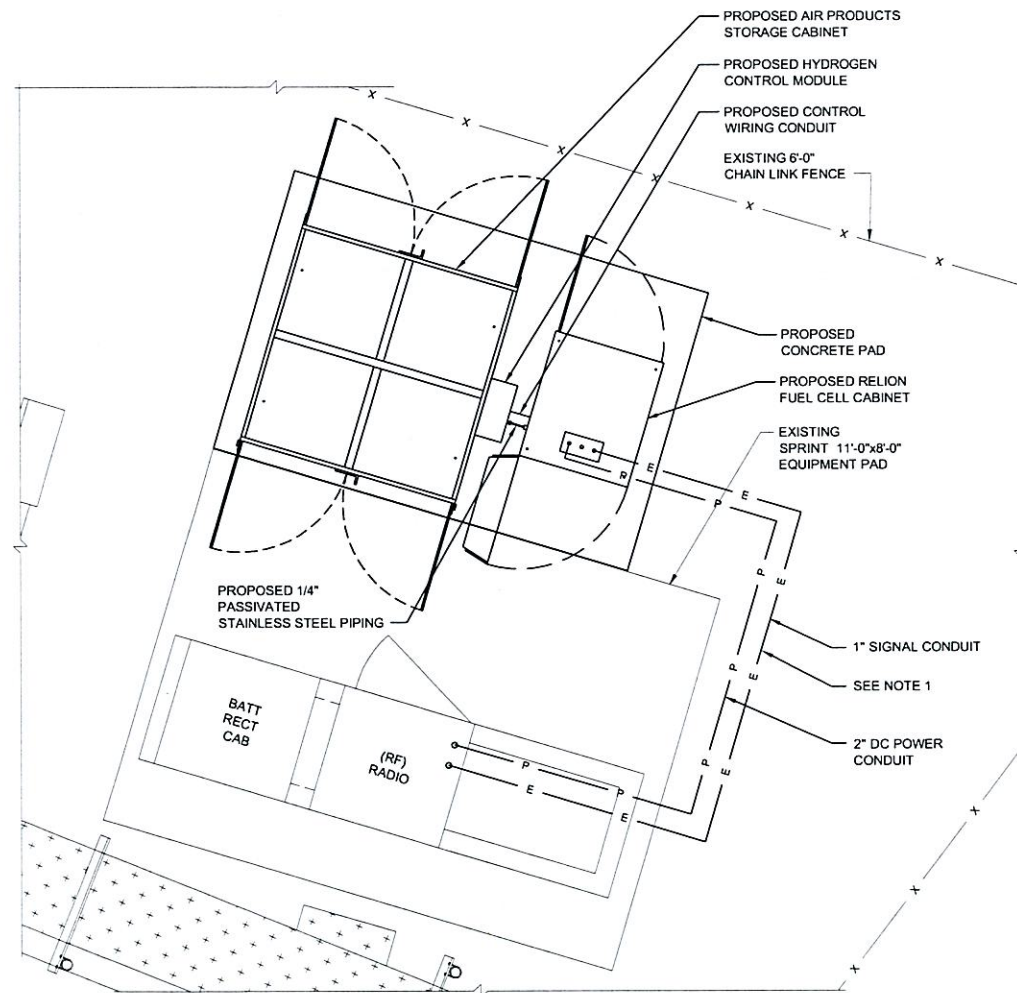 PROPOSED AIR PRODUCTS
STORAGE CABINET
PROPOSED HYDROGEN
CONTROL MODULE
PROPOSED CONTROL
WIRING CONDUIT
EXISTING 6'-0"
CHAIN LINK FENCE
X
X
X
X
X
X
X
PROPOSED
CONCRETE PAD
PROPOSED RELION
FUEL CELL CABINET
EXISTING
SPRINT 11'-0"x8'-0"
EQUIPMENT PAD
E
E
P
P
P
E
P
E
P
E
PROPOSED 1/4"
PASSIVATED
STAINLESS STEEL PIPING
1" SIGNAL CONDUIT
SEE NOTE 1
2" DC POWER
CONDUIT
BATT
RECT
CAB
(RF)
RADIO
P
P
E
E
X
X
X